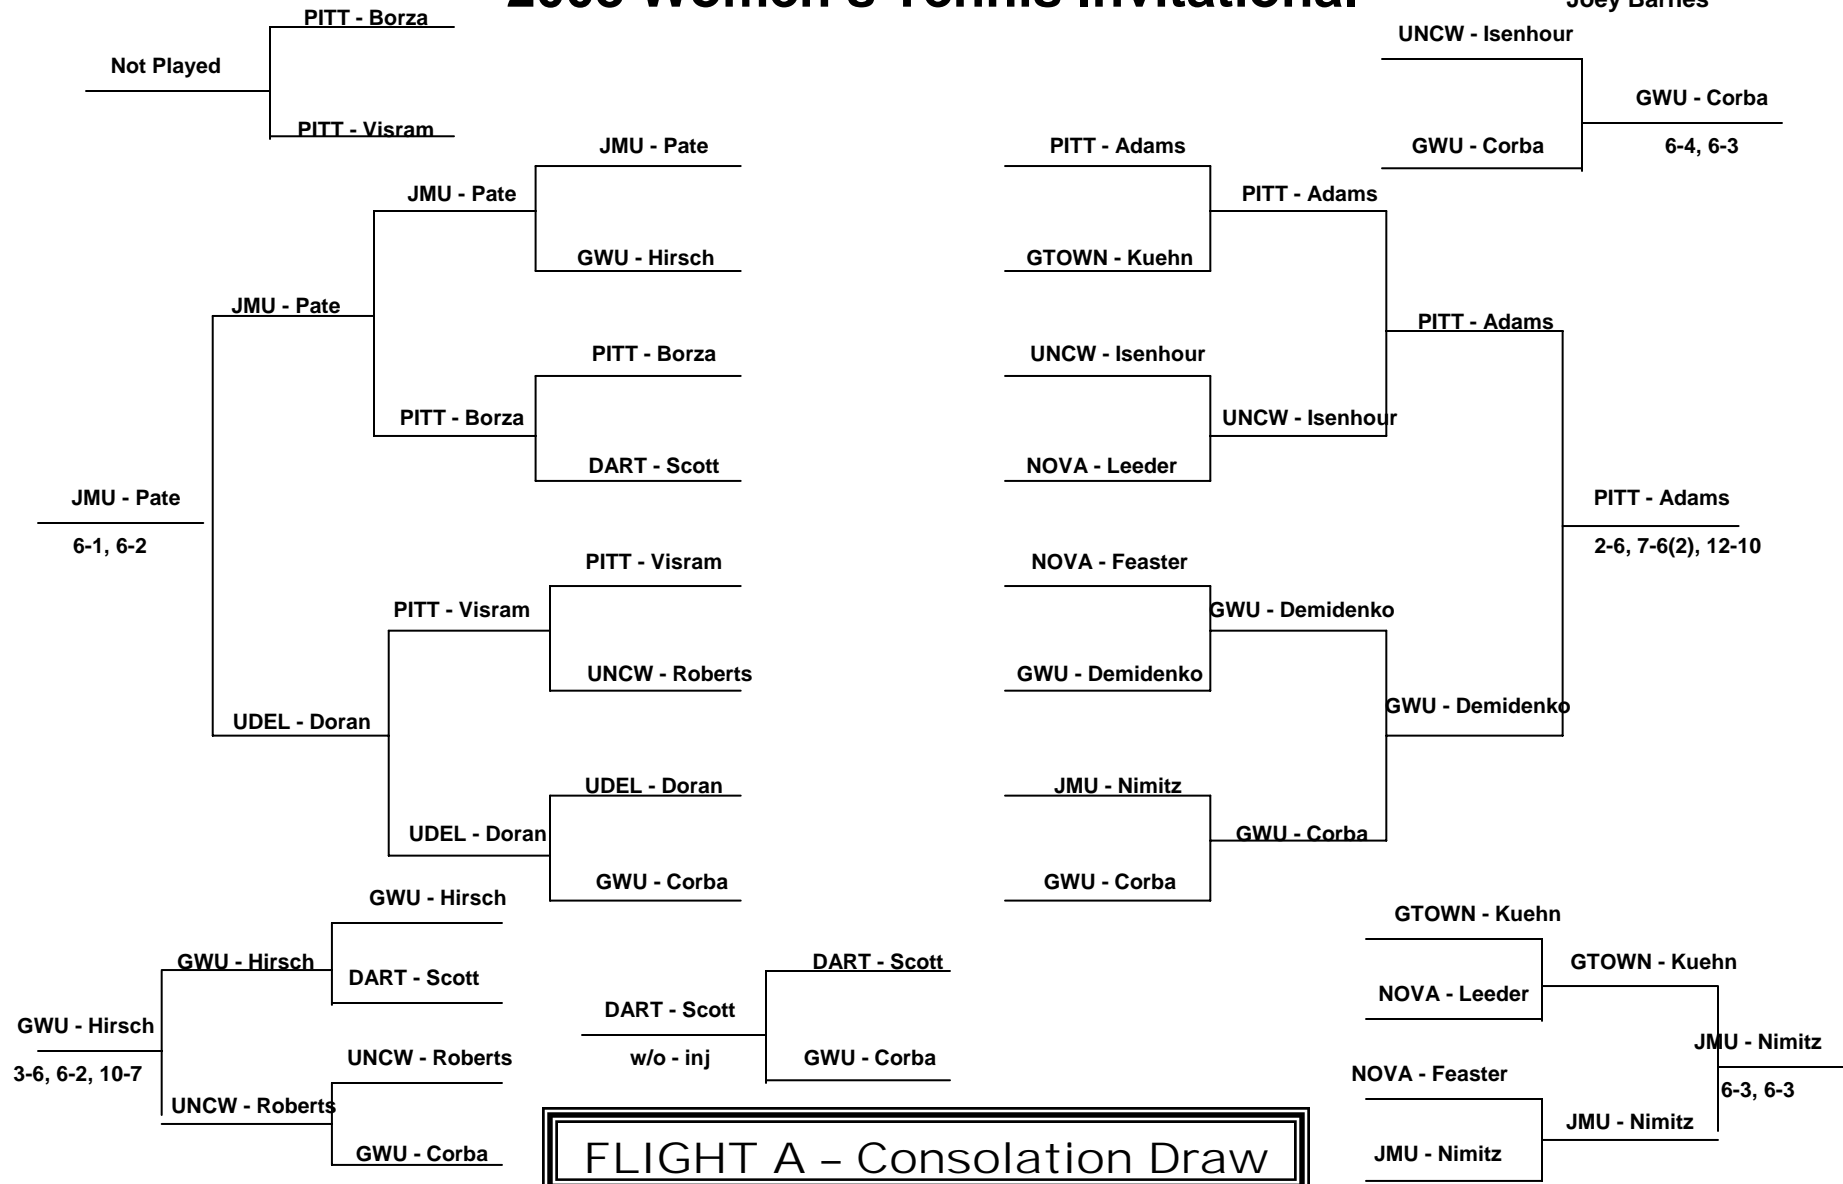 2008 Women's Tennis Invitational
Joey Barnes
PITT - Borza
UNCW - Isenhour
Not Played
GWU - Corba
PITT - Visram
JMU - Pate
PITT - Adams
GWU - Corba
6-4, 6-3
JMU - Pate
PITT - Adams
GWU - Hirsch
GTOWN - Kuehn
JMU - Pate
PITT - Adams
PITT - Borza
UNCW - Isenhour
PITT - Borza
UNCW - Isenhour
DART - Scott
NOVA - Leeder
JMU - Pate
PITT - Adams
6-1, 6-2
2-6, 7-6(2), 12-10
PITT - Visram
NOVA - Feaster
PITT - Visram
GWU - Demidenko
UNCW - Roberts
GWU - Demidenko
UDEL - Doran
GWU - Demidenko
UDEL - Doran
JMU - Nimitz
UDEL - Doran
GWU - Corba
GWU - Corba
GWU - Corba
GWU - Hirsch
GTOWN - Kuehn
GWU - Hirsch
DART - Scott
GTOWN - Kuehn
DART - Scott
NOVA - Leeder
DART - Scott
GWU - Hirsch
JMU - Nimitz
UNCW - Roberts
w/o - inj
GWU - Corba
3-6, 6-2, 10-7
NOVA - Feaster
6-3, 6-3
UNCW - Roberts
JMU - Nimitz
GWU - Corba
JMU - Nimitz
FLIGHT A – Consolation Draw